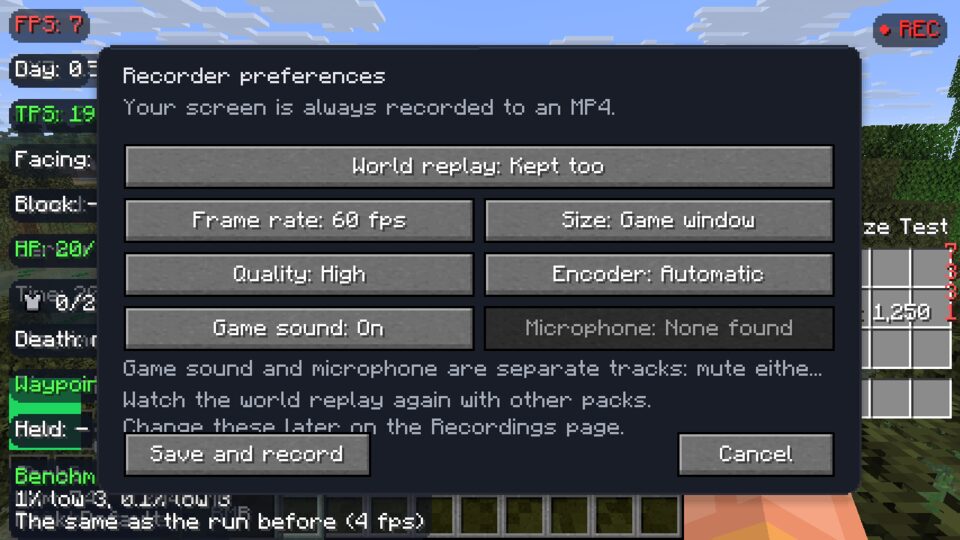 FPS: 7
REC
Day: 0.5
TPS: 19
Facing:
Block: -
HP: 20/
0/2
Death:
Waypoin
Held: -
Benchm
1% low 3, 0.1% low 3
The same as the run before (4 fps)
Recorder preferences
Your screen is always recorded to an MP4.
World replay: Kept too
Frame rate: 60 fps
Size: Game window
Quality: High
Encoder: Automatic
Game sound: On
Microphone: None found
Game sound and microphone are separate tracks: mute eithe...
Watch the world replay again with other packs.
Change these later on the Recordings page.
Save and record
Cancel
ze Test
1,250